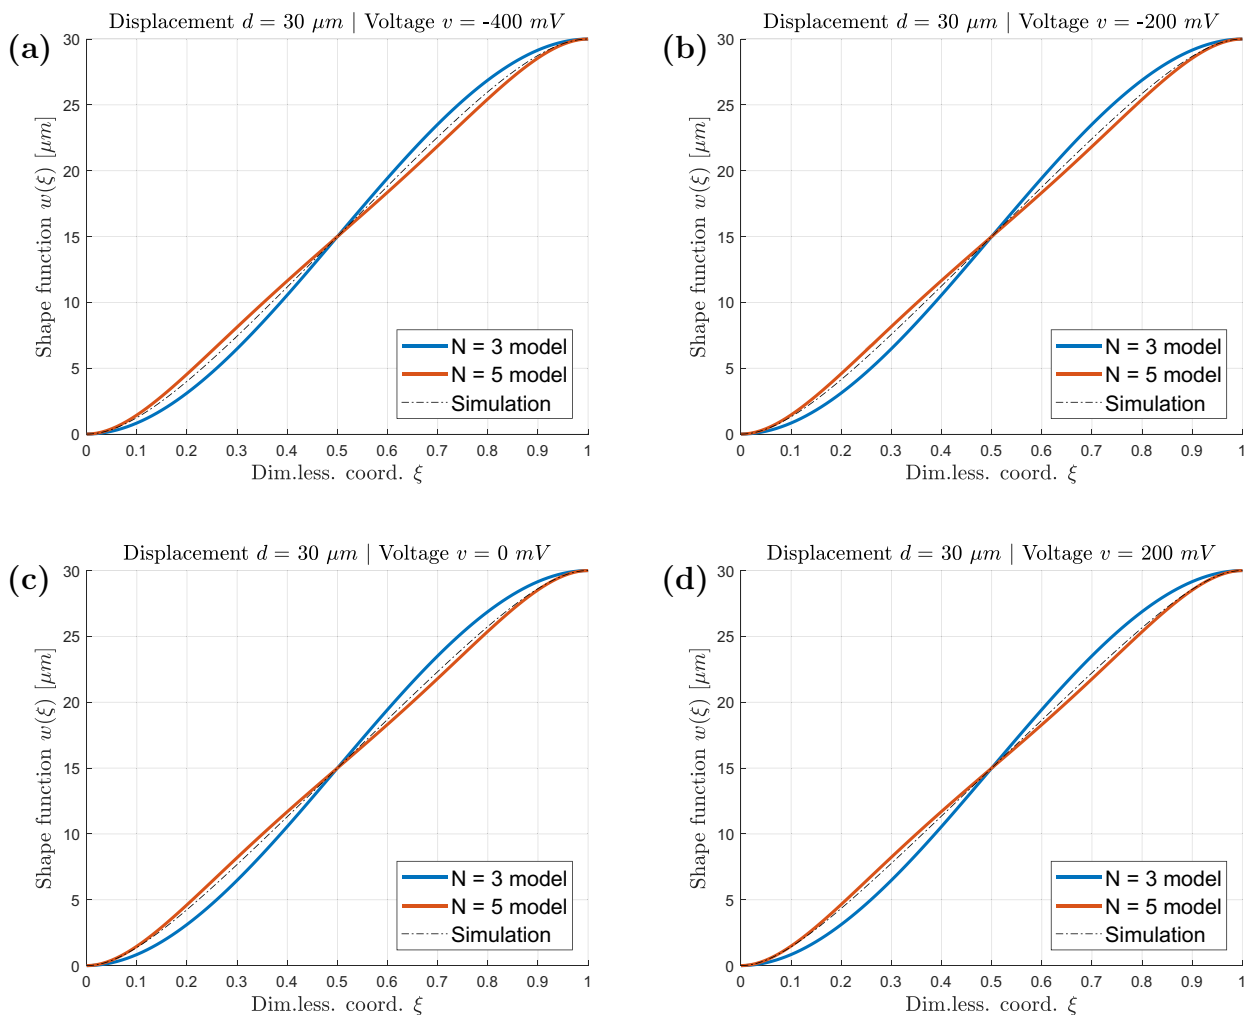 Displacement d = 30 μm | Voltage v = -400 mV
(a)
30
25
20
15
10
5
0
Shape function w(ξ) [μm]
N = 3 model
N = 5 model
Simulation
0 0.1 0.2 0.3 0.4 0.5 0.6 0.7 0.8 0.9 1
Dim.less. coord. ξ
Displacement d = 30 μm | Voltage v = -200 mV
(b)
30
25
20
15
10
5
0
Shape function w(ξ) [μm]
N = 3 model
N = 5 model
Simulation
0 0.1 0.2 0.3 0.4 0.5 0.6 0.7 0.8 0.9 1
Dim.less. coord. ξ
Displacement d = 30 μm | Voltage v = 0 mV
(c)
30
25
20
15
10
5
0
Shape function w(ξ) [μm]
N = 3 model
N = 5 model
Simulation
0 0.1 0.2 0.3 0.4 0.5 0.6 0.7 0.8 0.9 1
Dim.less. coord. ξ
Displacement d = 30 μm | Voltage v = 200 mV
(d)
30
25
20
15
10
5
0
Shape function w(ξ) [μm]
N = 3 model
N = 5 model
Simulation
0 0.1 0.2 0.3 0.4 0.5 0.6 0.7 0.8 0.9 1
Dim.less. coord. ξ